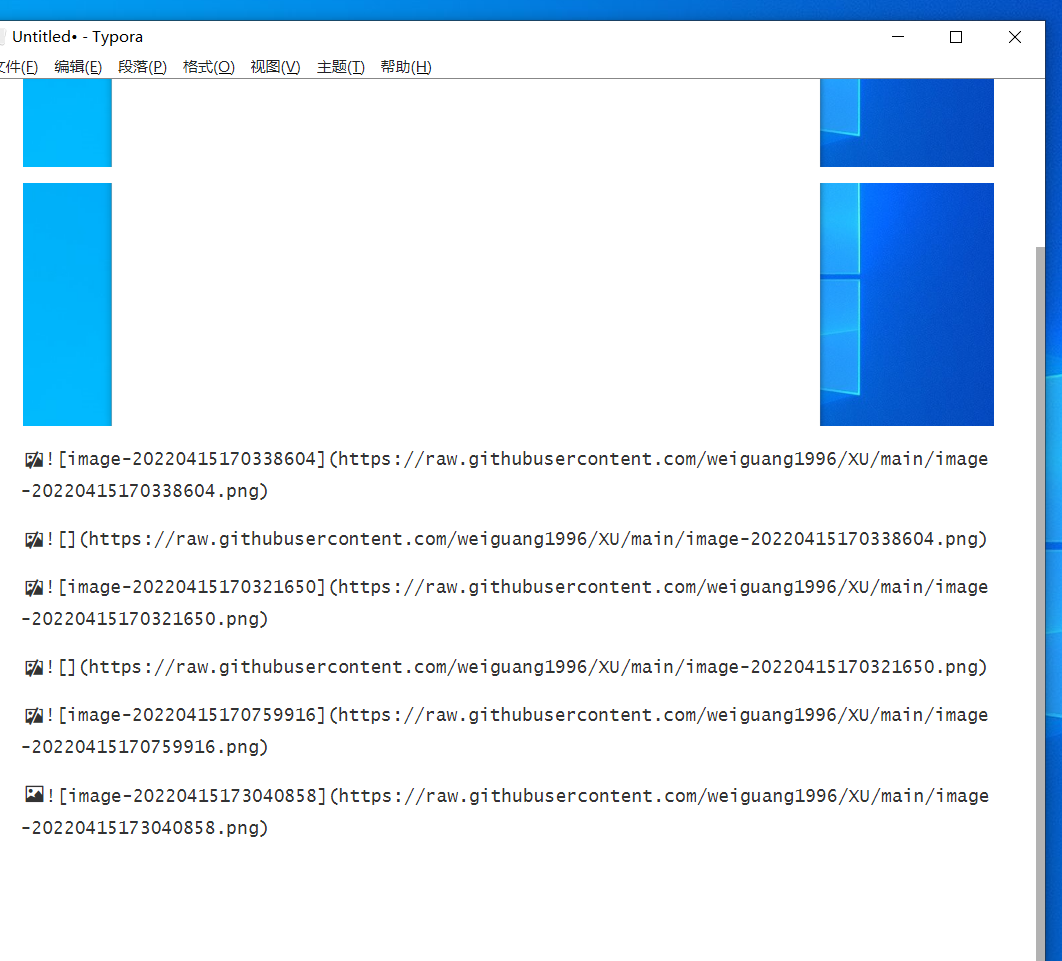 Untitled• - Typora
文件(F) 编辑(E) 段落(P) 格式(O) 视图(V) 主题(T) 帮助(H)
![image-20220415170338604](https://raw.githubusercontent.com/weiguang1996/XU/main/image
-20220415170338604.png)
![](https://raw.githubusercontent.com/weiguang1996/XU/main/image-20220415170338604.png)
![image-20220415170321650](https://raw.githubusercontent.com/weiguang1996/XU/main/image
-20220415170321650.png)
![](https://raw.githubusercontent.com/weiguang1996/XU/main/image-20220415170321650.png)
![image-20220415170759916](https://raw.githubusercontent.com/weiguang1996/XU/main/image
-20220415170759916.png)
![image-20220415173040858](https://raw.githubusercontent.com/weiguang1996/XU/main/image
-20220415173040858.png)